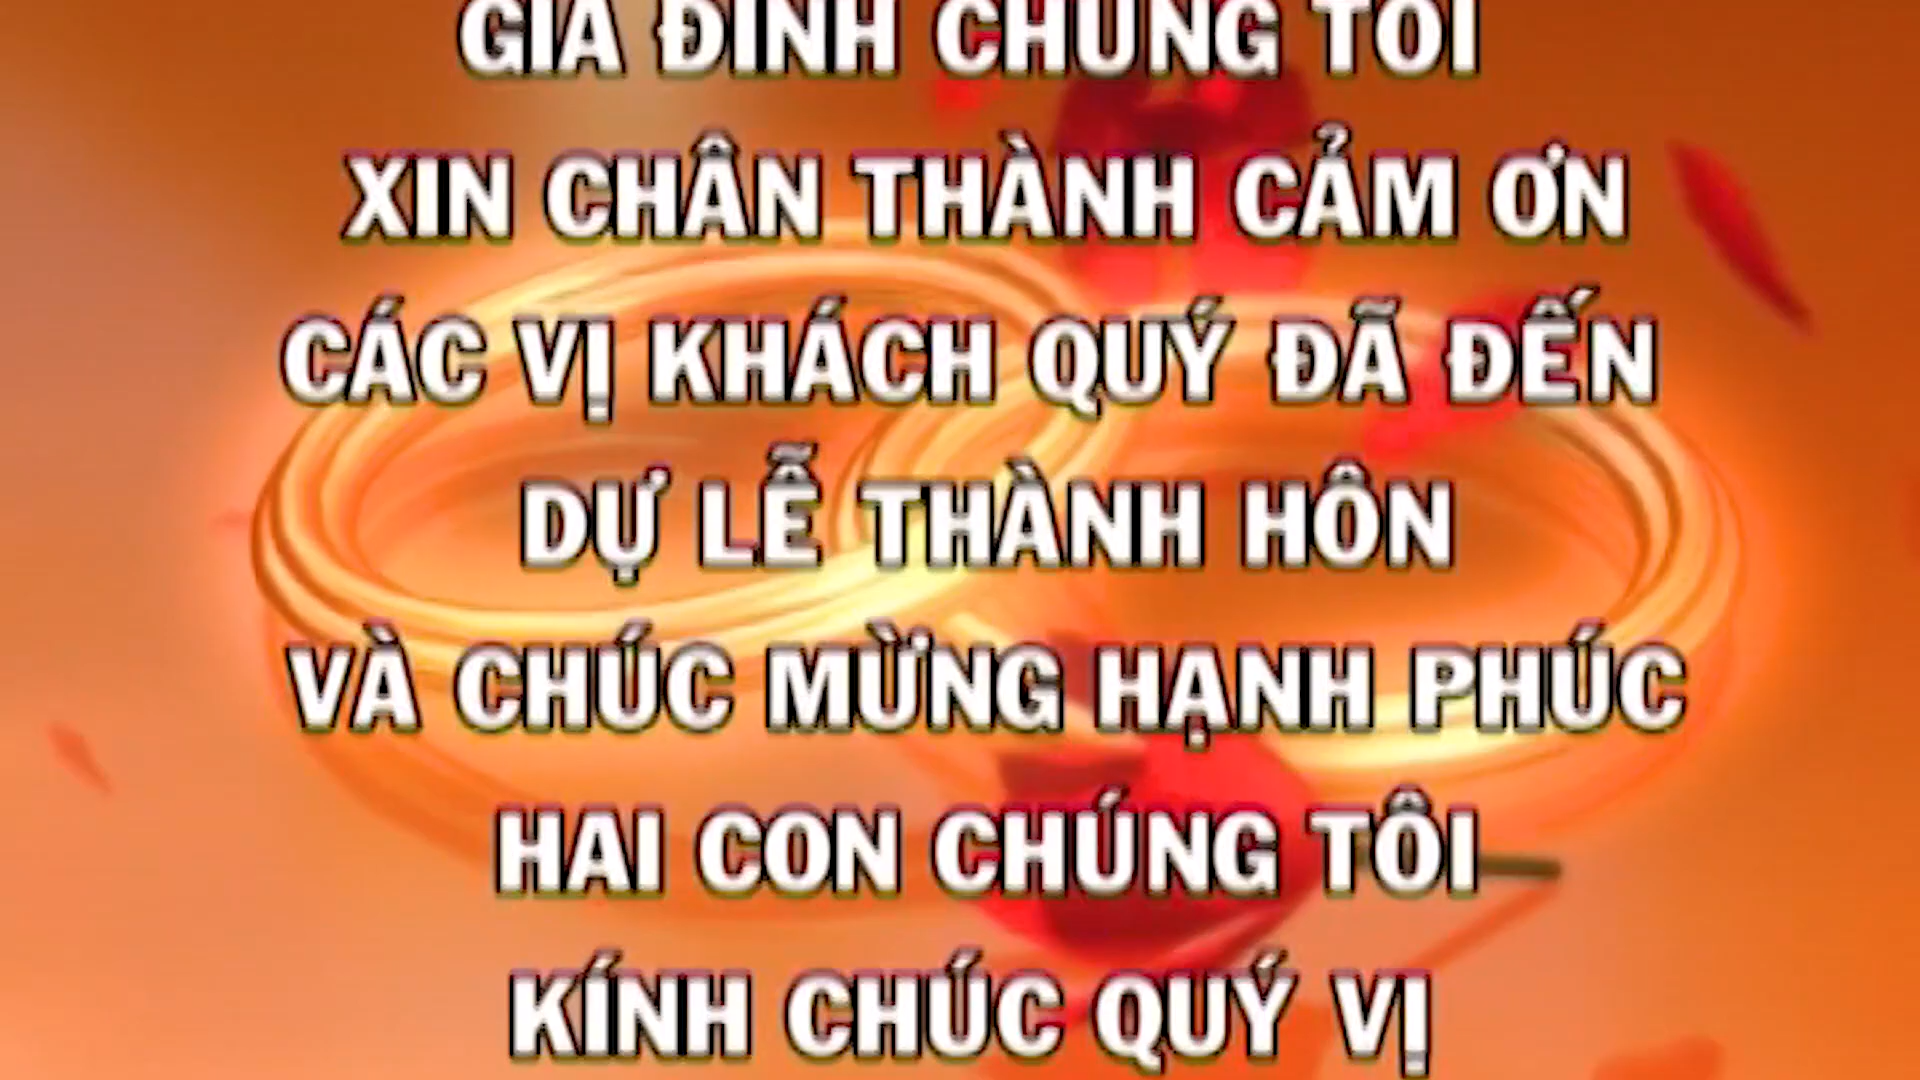 GIA ĐÌNH CHÚNG TÔI
XIN CHÂN THÀNH CẢM ƠN
CÁC VỊ KHÁCH QUÝ ĐÃ ĐẾN
DỰ LỄ THÀNH HÔN
VÀ CHÚC MỪNG HẠNH PHÚC
HAI CON CHÚNG TÔI
KÍNH CHÚC QUÝ VỊ